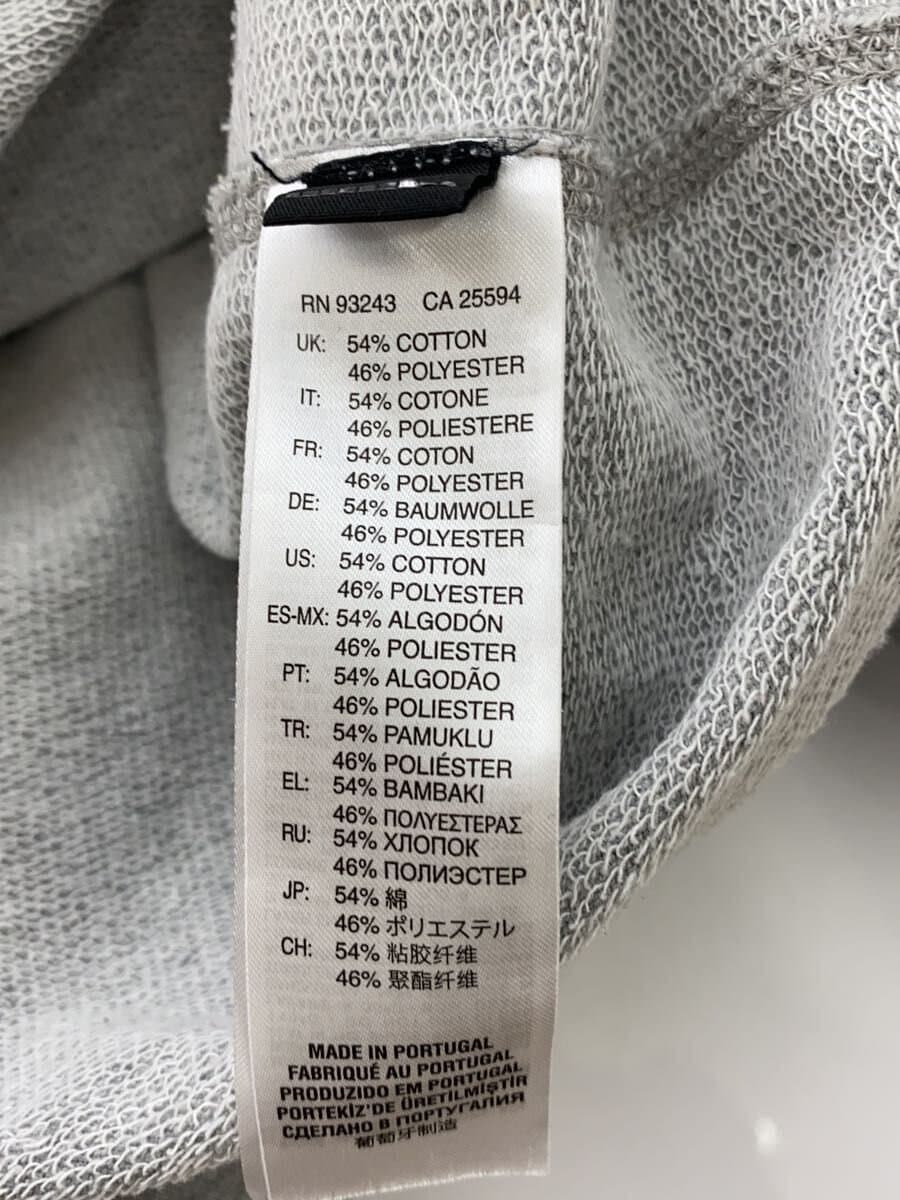 RN 93243 CA 25594
UK: 54% COTTON
46% POLYESTER
IT: 54% COTONE
46% POLIESTERE
FR: 54% COTON
46% POLYESTER
DE: 54% BAUMWOLLE
46% POLYESTER
US: 54% COTTON
46% POLYESTER
ES-MX: 54% ALGODÓN
46% POLIESTER
PT: 54% ALGODÃO
46% POLIESTER
TR: 54% PAMUKLU
46% POLIÉSTER
EL: 54% ΒΑΜΒΑΚΙ
46% ΠΟΛΥΕΣΤΕΡΑΣ
RU: 54% ХЛОПОК
46% ПОЛИЭСТЕР
JP: 54% 綿
46% ポリエステル
CH: 54% 粘胶纤维
46% 聚酯纤维
MADE IN PORTUGAL
FABRIQUÉ AU PORTUGAL
PRODUZIDO EM PORTUGAL
PORTEKİZ'DE ÜRETILMIŞTIR
СДЕЛАНО В ПОРТУГАЛИЯ
葡萄牙制造